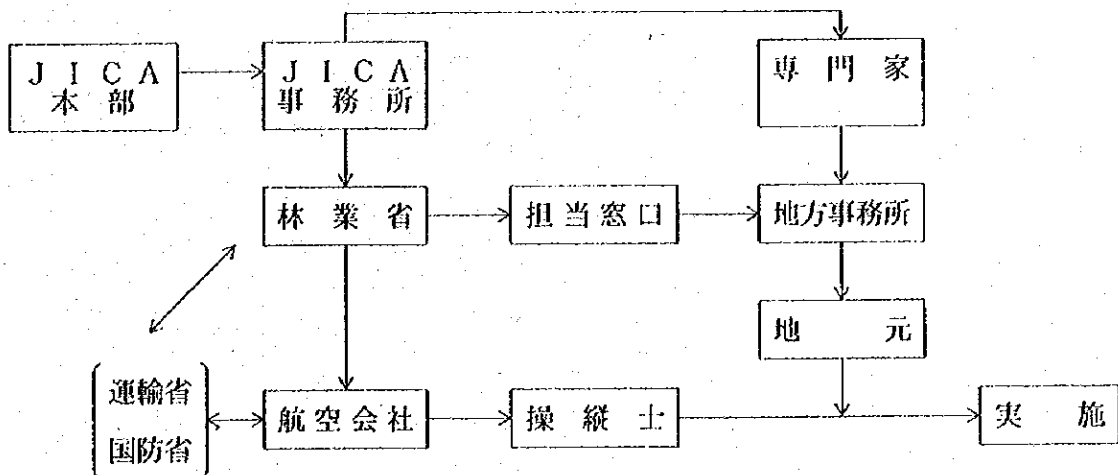 JICA
本部
JICA
事務所
専門家
林業省
担当窓口
地方事務所
地元
運輸省
国防省
航空会社
操縦士
実施